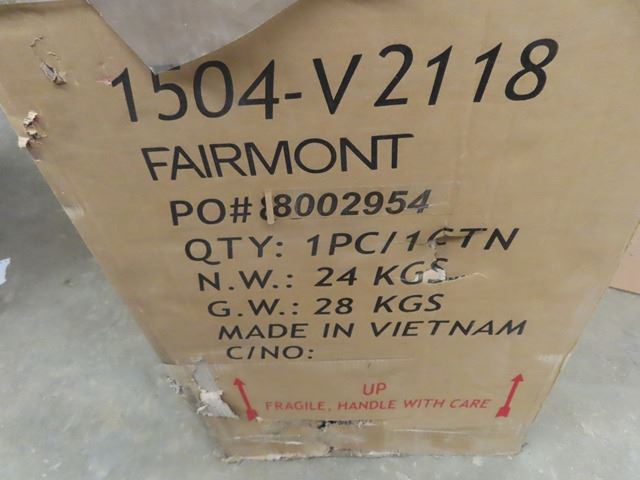 1504-V2118
FAIRMONT
PO# 8002954
QTY: 1PC/1CTN
N.W.: 24 KGS
G.W.: 28 KGS
MADE IN VIETNAM
C/NO:
UP
FRAGILE, HANDLE WITH CARE